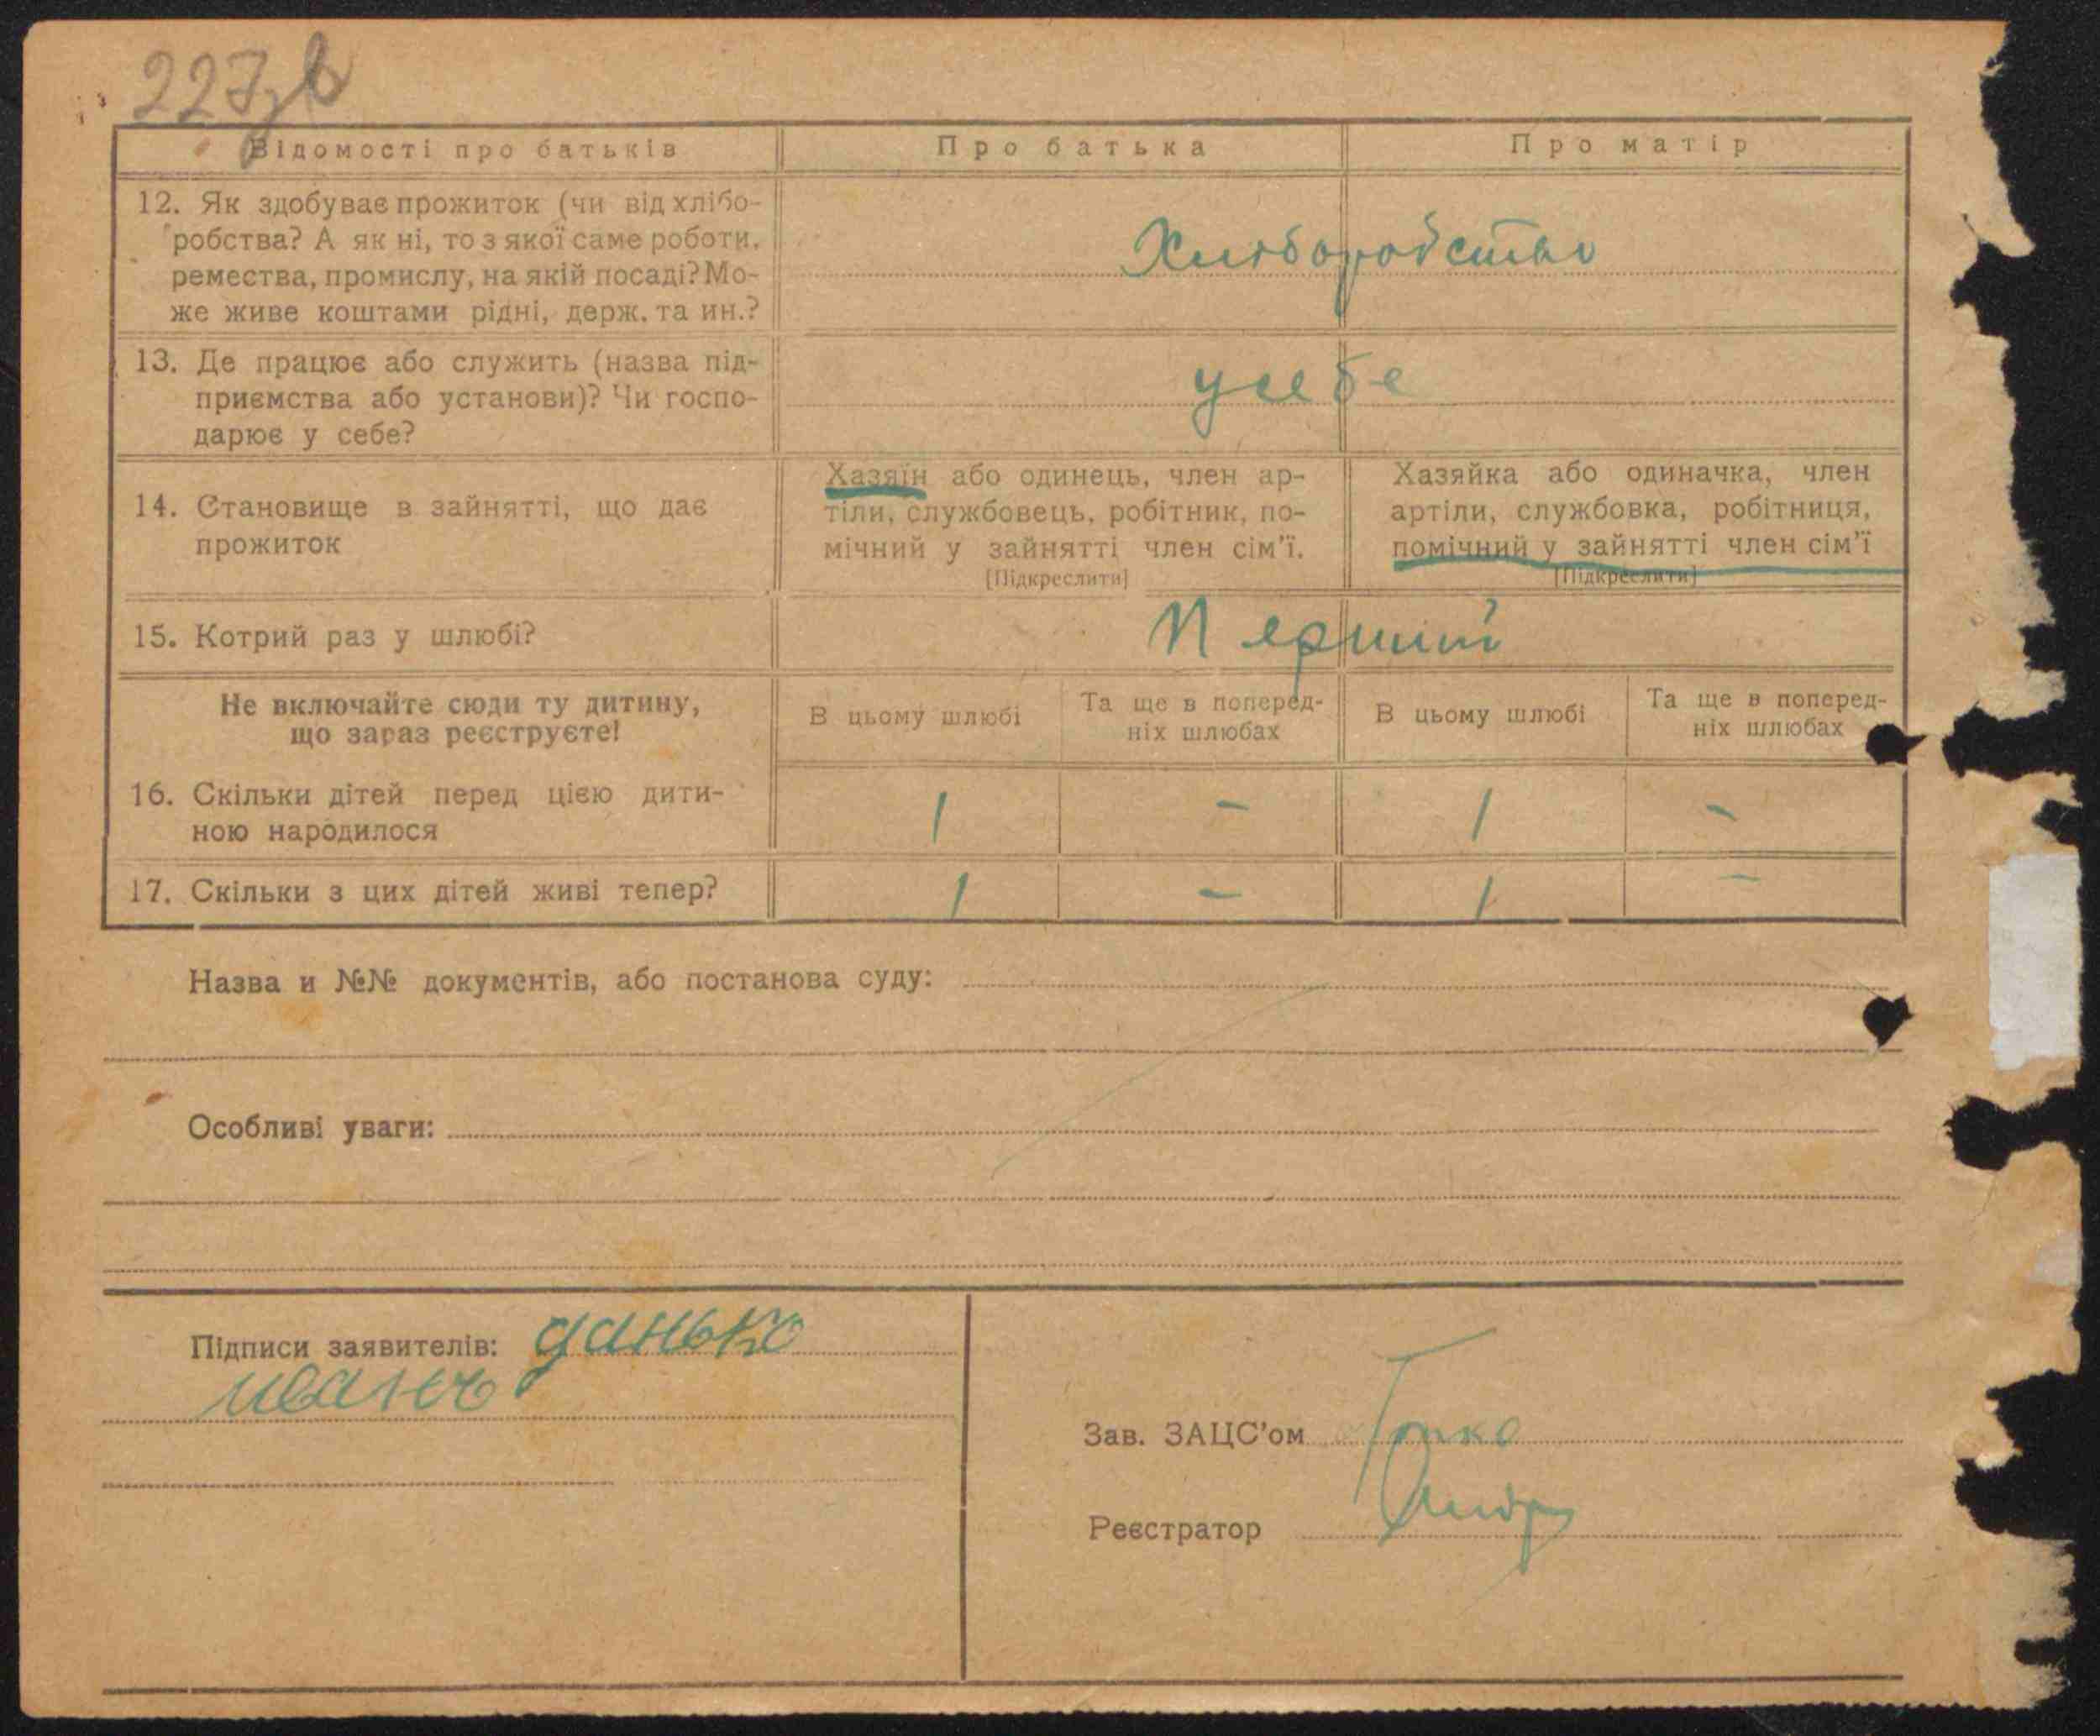 227зв
Відомості про батьків
Про батька
Про матір
12. Як здобуває прожиток (чи від хлібо-
робства? А як ні, то з якої саме роботи,
ремества, промислу, на якій посаді? Мо-
же живе коштами рідні, держ. та ин.?
Хліборобство
13. Де працює або служить (назва під-
приємства або установи)? Чи госпо-
дарює у себе?
у себе
14. Становище в зайнятті, що дає
прожиток
Хазяїн або одинець, член ар-
тіли, службовець, робітник, по-
мічний у зайнятті член сім'ї.
[Підкреслити]
Хазяйка або одиначка, член
артіли, службовка, робітниця,
помічний у зайнятті член сім'ї
[Підкреслити]
15. Котрий раз у шлюбі?
Перший
Не включайте сюди ту дитину,
що зараз реєструєте!
В цьому шлюбі
Та ще в поперед-
ніх шлюбах
В цьому шлюбі
Та ще в поперед-
ніх шлюбах
16. Скільки дітей перед цією дити-
ною народилося
1 – 1 –
17. Скільки з цих дітей живі тепер?
1 – 1 –
Назва и №№ документів, або постанова суду:
Особливі уваги:
Підписи заявителів: данько
иван
Зав. ЗАЦС'ом
Реєстратор